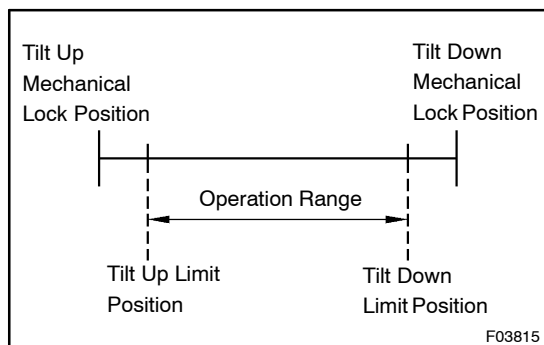 Tilt Up
Mechanical
Lock Position
Tilt Down
Mechanical
Lock Position
Operation Range
Tilt Up Limit
Position
Tilt Down
Limit Position
F03815